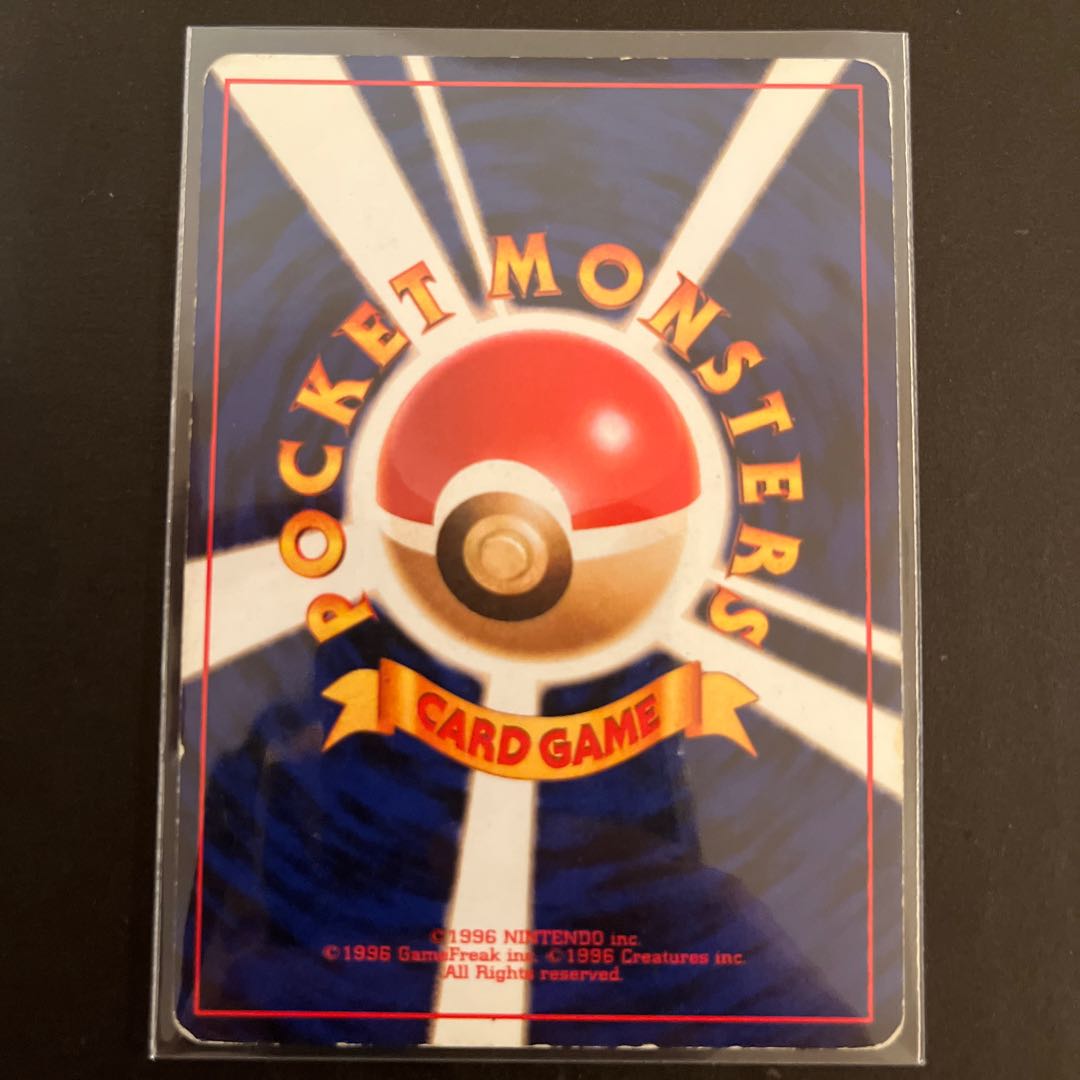 POCKET MONSTERS
CARD GAME
©1996 NINTENDO inc.
©1996 GameFreak inc. ©1996 Creatures inc.
All Rights reserved.